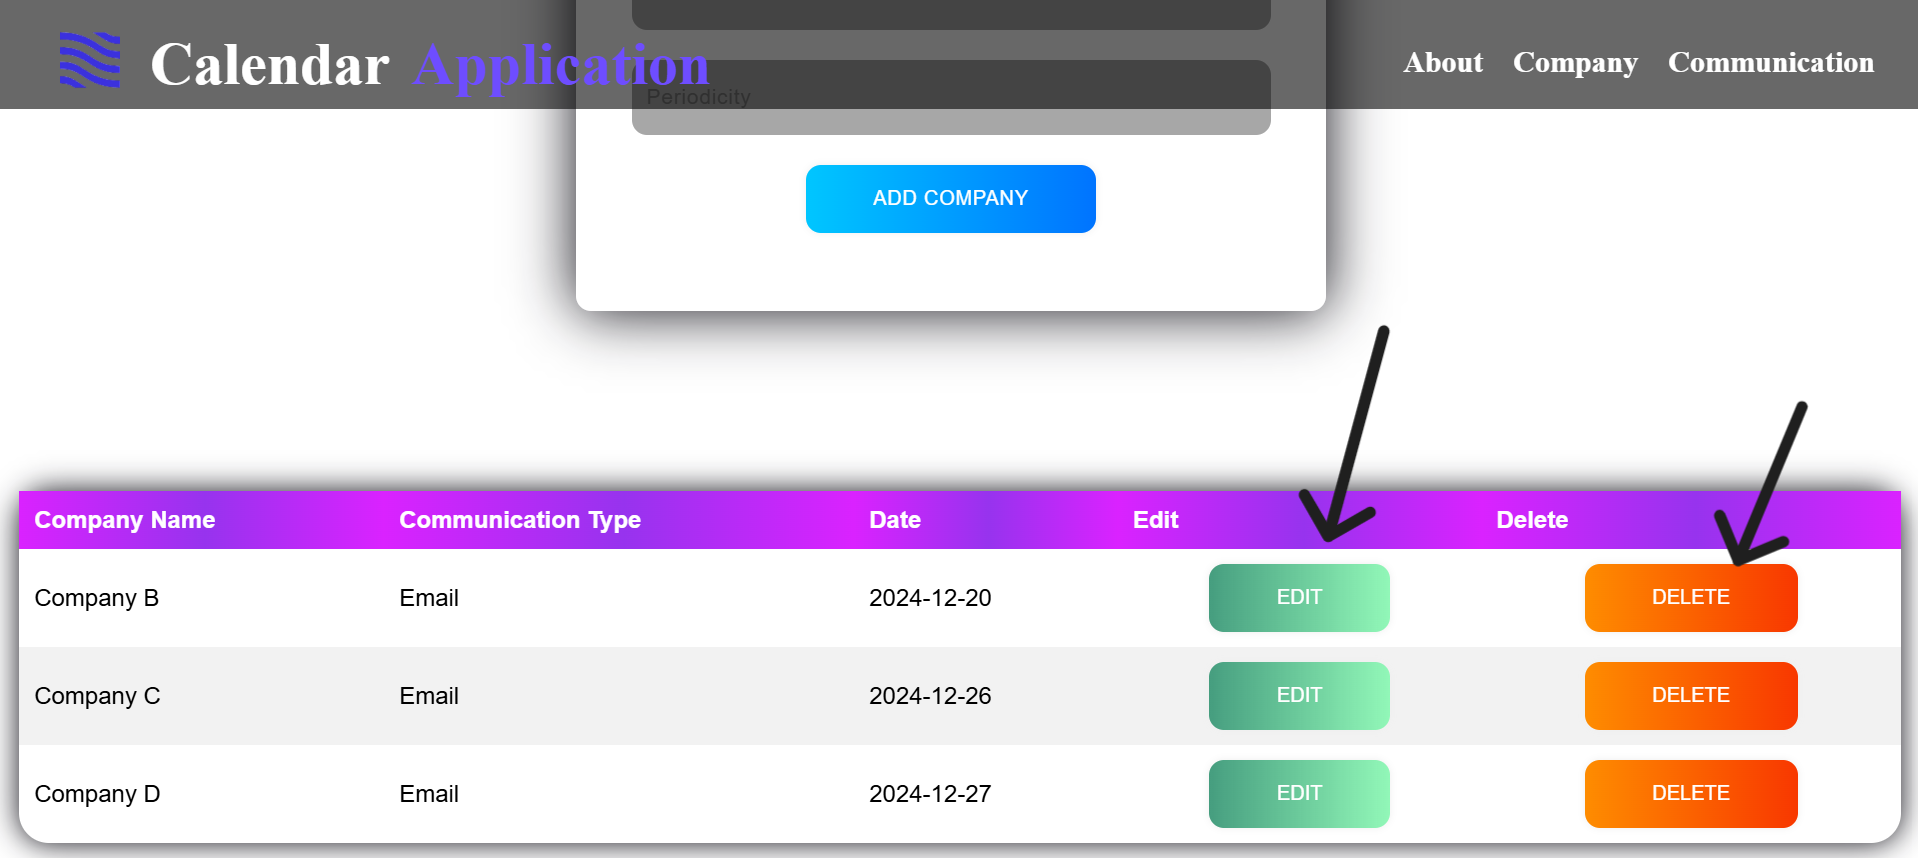 Calendar Application
About Company Communication
Periodicity
ADD COMPANY
Company Name Communication Type Date Edit Delete
Company B Email 2024-12-20 EDIT DELETE
Company C Email 2024-12-26 EDIT DELETE
Company D Email 2024-12-27 EDIT DELETE